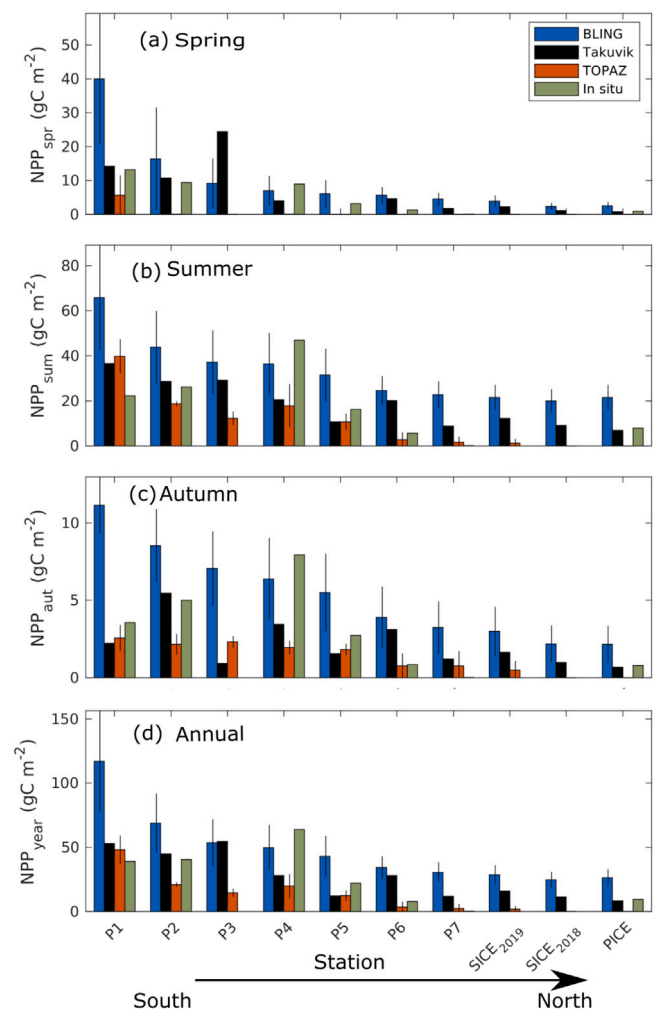 (a) Spring
BLING
Takuvik
TOPAZ
In situ
NPP_spr (gC m^-2)
60
40
20
10
0
(b) Summer
NPP_sum (gC m^-2)
80
60
40
20
0
(c) Autumn
NPP_aut (gC m^-2)
10
5
0
(d) Annual
NPP_year (gC m^-2)
150
100
50
0
P1 P2 P3 P4 P5 P6 P7 SICE_2019 SICE_2018 PICE
Station
South North